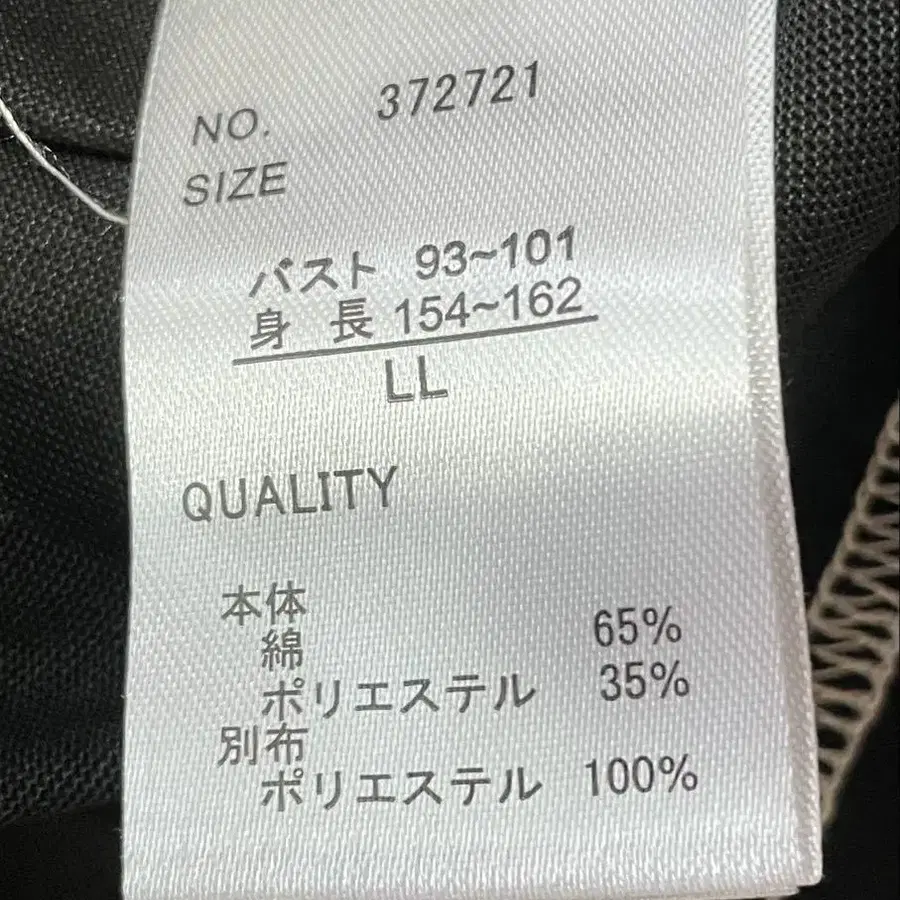 NO. 372721
SIZE
バスト 93~101
身 長 154~162
LL
QUALITY
本体
綿 65%
ポリエステル 35%
別布
ポリエステル 100%